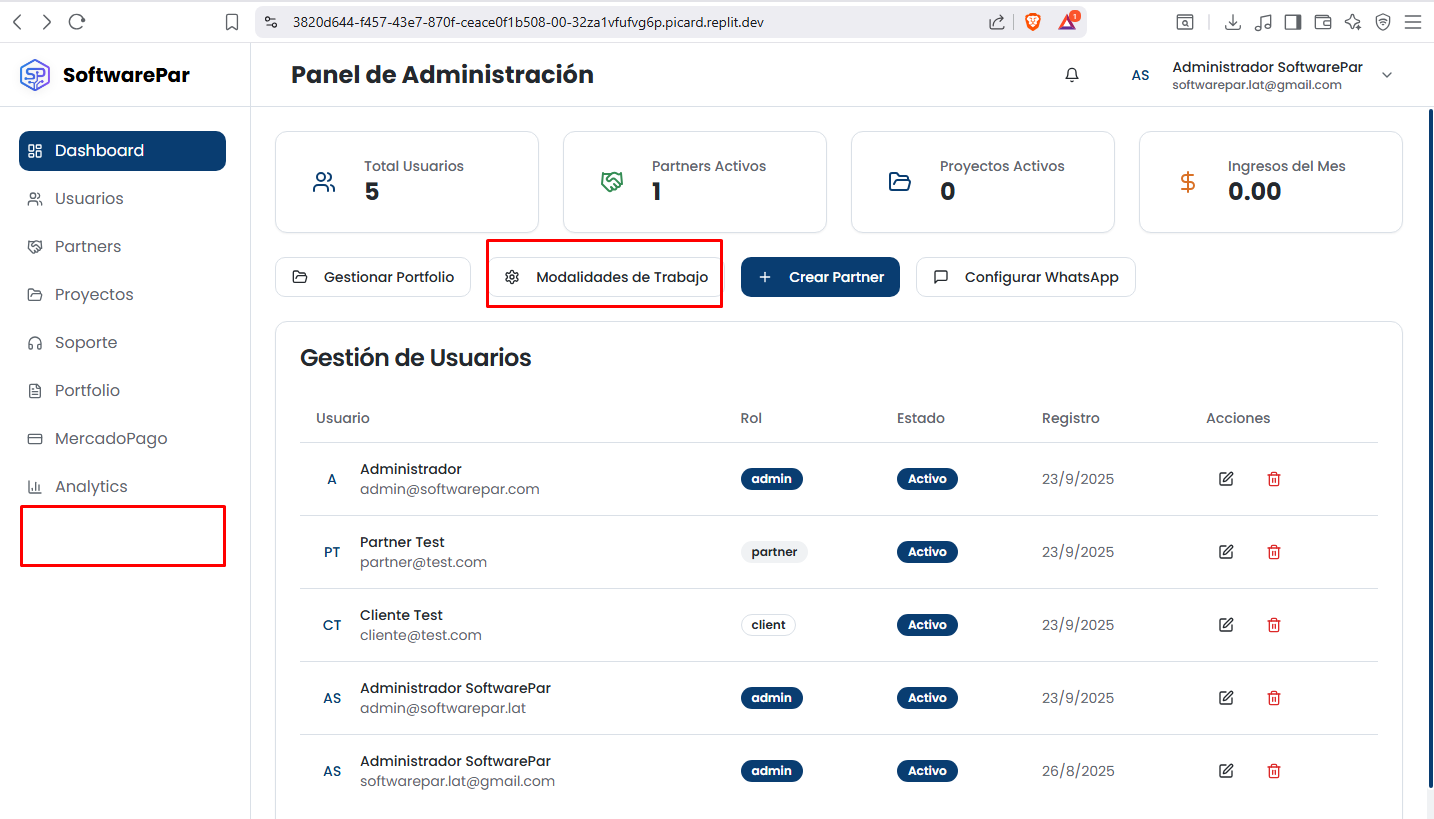 3820d644-f457-43e7-870f-ceace0f1b508-00-32za1vfufvg6p.picard.replit.dev
1
SP SoftwarePar
Panel de Administración
AS
Administrador SoftwarePar
softwarepar.lat@gmail.com
Dashboard
Usuarios
Partners
Proyectos
Soporte
Portfolio
MercadoPago
Analytics
Total Usuarios
5
Partners Activos
1
Proyectos Activos
0
Ingresos del Mes
0.00
Gestionar Portfolio
Modalidades de Trabajo
Crear Partner
Configurar WhatsApp
Gestión de Usuarios
Usuario Rol Estado Registro Acciones
A Administrador admin Activo 23/9/2025
admin@softwarepar.com
PT Partner Test partner Activo 23/9/2025
partner@test.com
CT Cliente Test client Activo 23/9/2025
cliente@test.com
AS Administrador SoftwarePar admin Activo 23/9/2025
admin@softwarepar.lat
AS Administrador SoftwarePar admin Activo 26/8/2025
softwarepar.lat@gmail.com